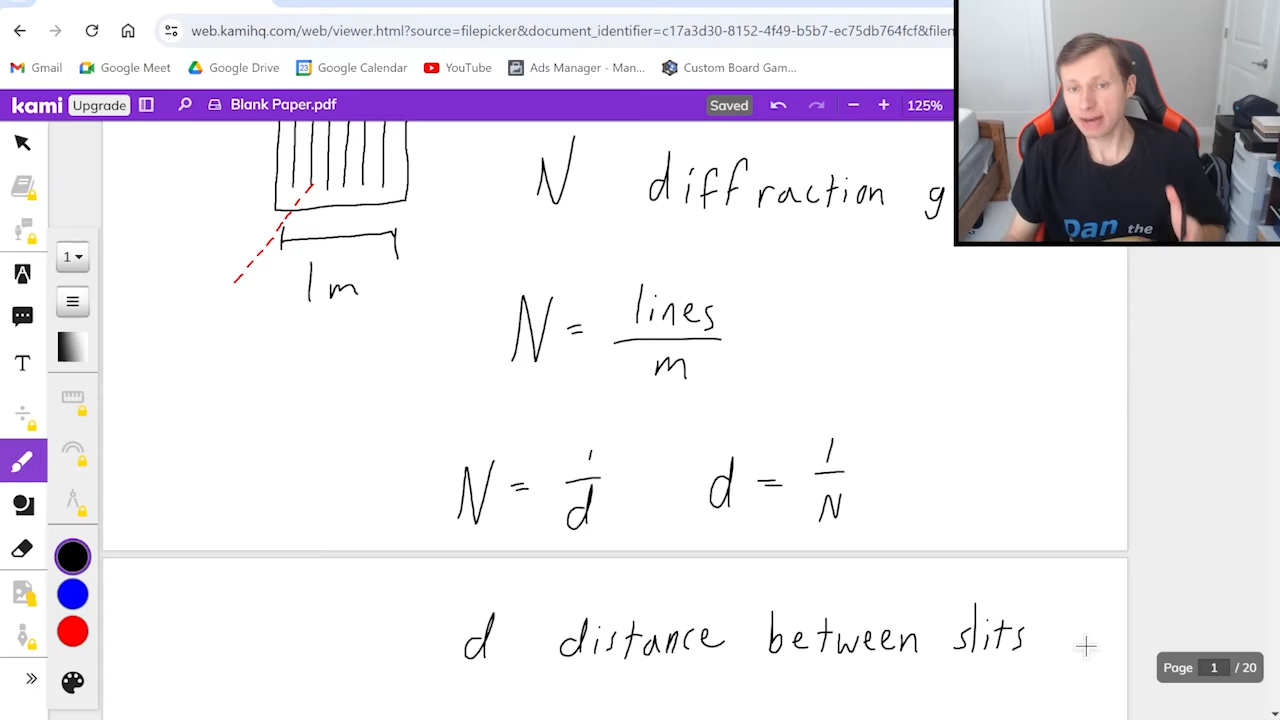 web.kamihq.com/web/viewer.html?source=filepicker&document_identifier=c17a3d30-8152-4f49-b5b7-ec75db764fcf&filen
Gmail Google Meet Google Drive Google Calendar YouTube Ads Manager - Man... Custom Board Gam...
kami Upgrade Blank Paper.pdf Saved 125%
N diffraction g
Dan the
1
1 m
N = lines / m
T
N = 1 / d d = 1 / N
d distance between slits
Page 1 / 20